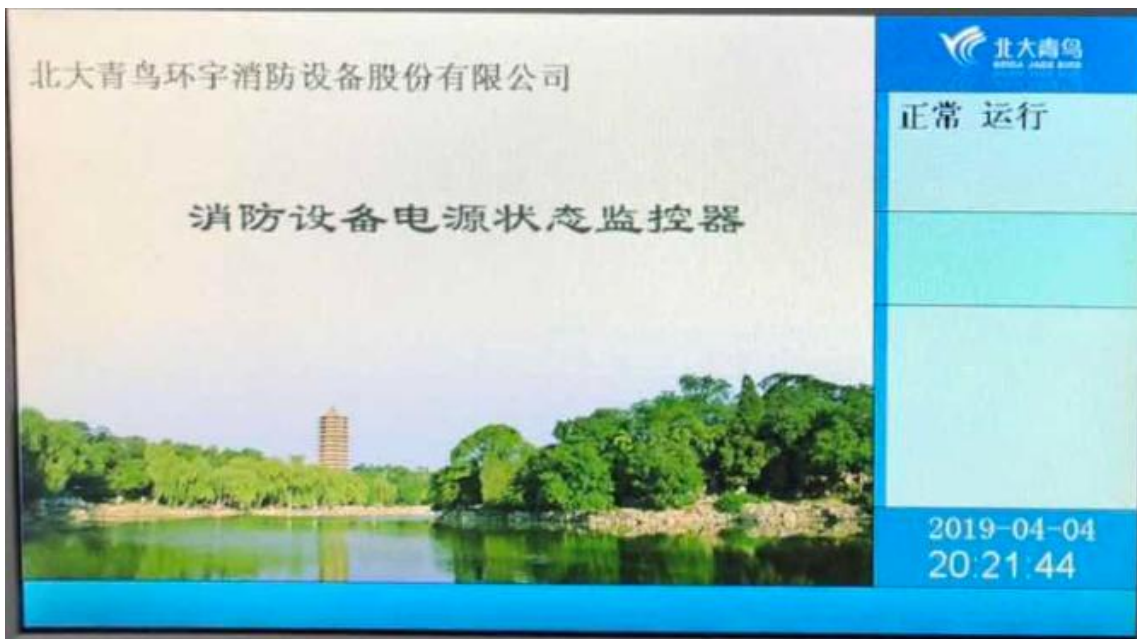 北大青鸟环宇消防设备股份有限公司
消防设备电源状态监控器
北大青鸟
正常 运行
2019-04-04
20:21:44